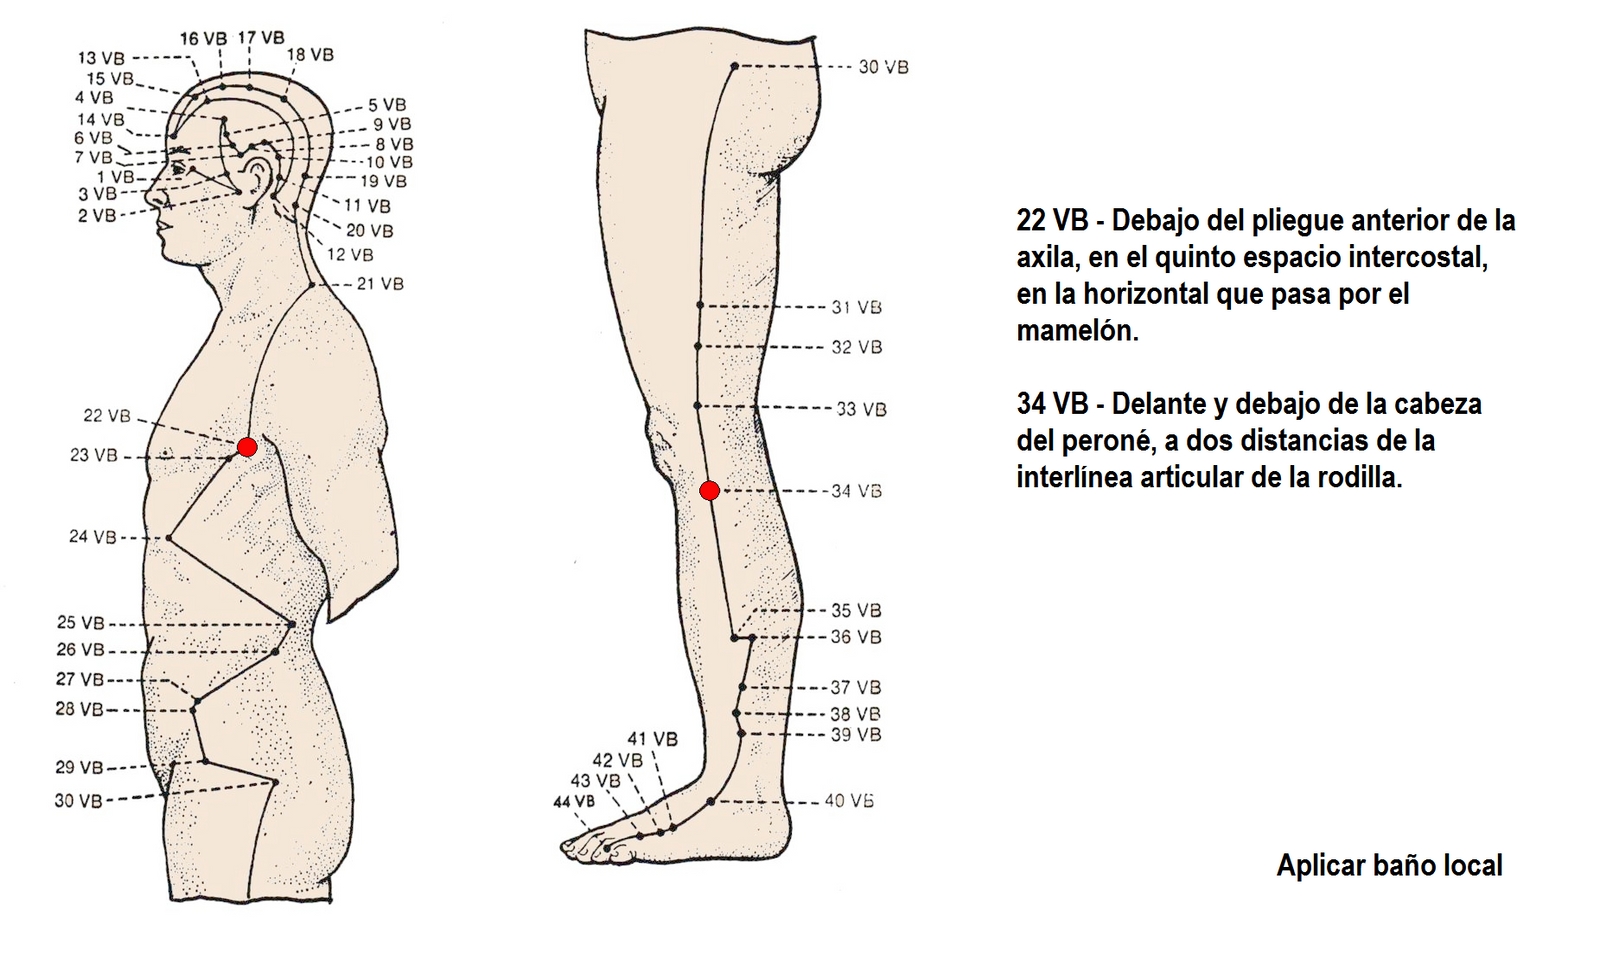 16 VB
17 VB
13 VB
18 VB
15 VB
4 VB
5 VB
14 VB
9 VB
6 VB
8 VB
7 VB
10 VB
1 VB
19 VB
3 VB
11 VB
2 VB
20 VB
12 VB
21 VB
22 VB
23 VB
24 VB
25 VB
26 VB
27 VB
28 VB
29 VB
30 VB
30 VB
31 VB
32 VB
33 VB
34 VB
35 VB
36 VB
37 VB
38 VB
39 VB
41 VB
42 VB
43 VB
44 VB
40 VB
22 VB - Debajo del pliegue anterior de la
axila, en el quinto espacio intercostal,
en la horizontal que pasa por el
mamelón.
34 VB - Delante y debajo de la cabeza
del peroné, a dos distancias de la
interlínea articular de la rodilla.
Aplicar baño local